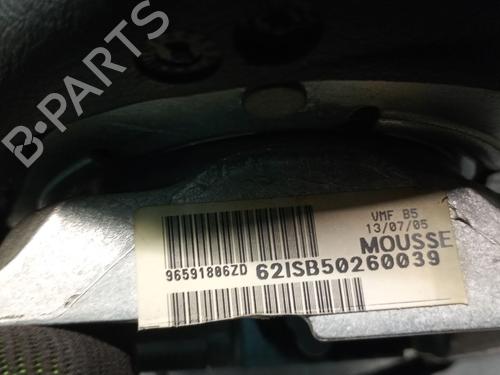 B-PARTS
VMF B5
13/07/05
MOUSSE
96591806ZD
62ISB50260039